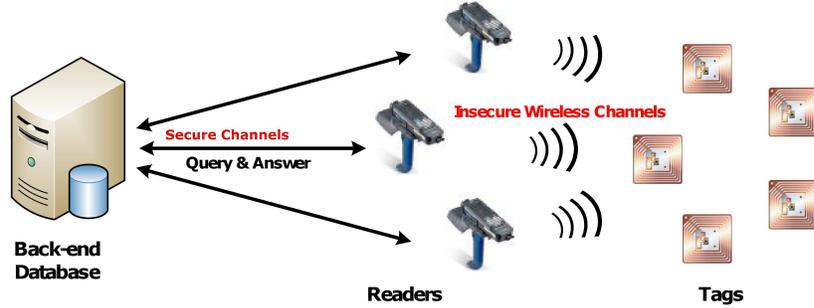 Insecure Wireless Channels
Secure Channels
Query & Answer
Back-end
Database
Readers
Tags